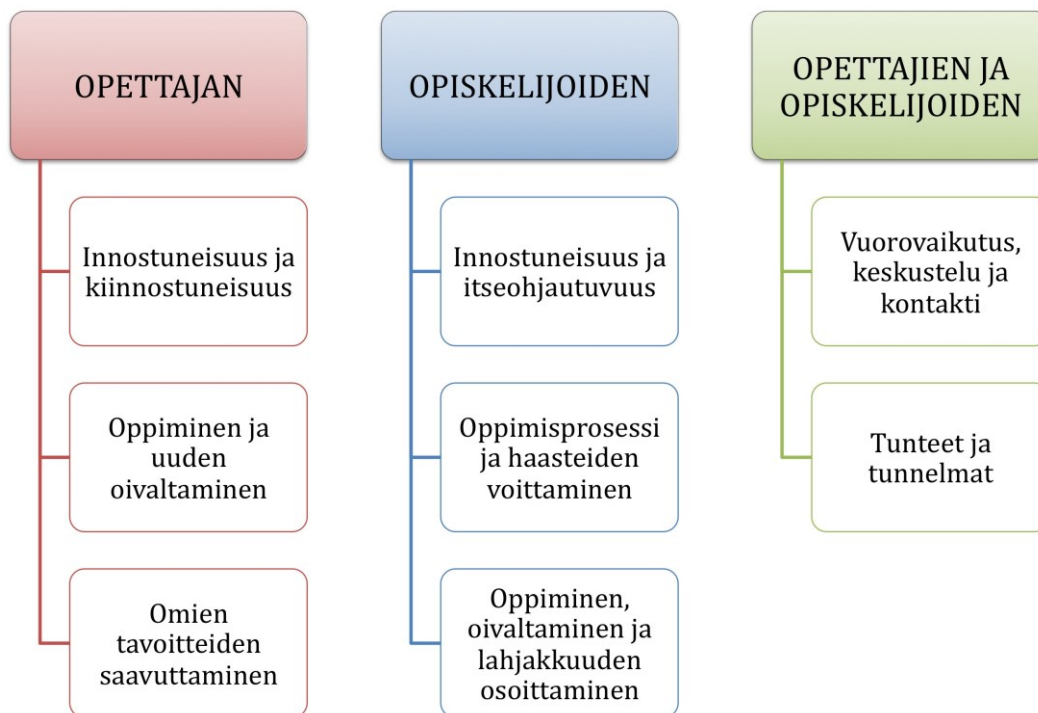 OPETTAJAN
Innostuneisuus ja
kiinnostuneisuus
Oppiminen ja
uuden
oivaltaminen
Omien
tavoitteiden
saavuttaminen
OPISKELIJOIDEN
Innostuneisuus ja
itseohjautuvuus
Oppimisprosessi
ja haasteiden
voittaminen
Oppiminen,
oivaltaminen ja
lahjakkuuden
osoittaminen
OPETTAJIEN JA
OPISKELIJOIDEN
Vuorovaikutus,
keskustelu ja
kontakti
Tunteet ja
tunnelmat